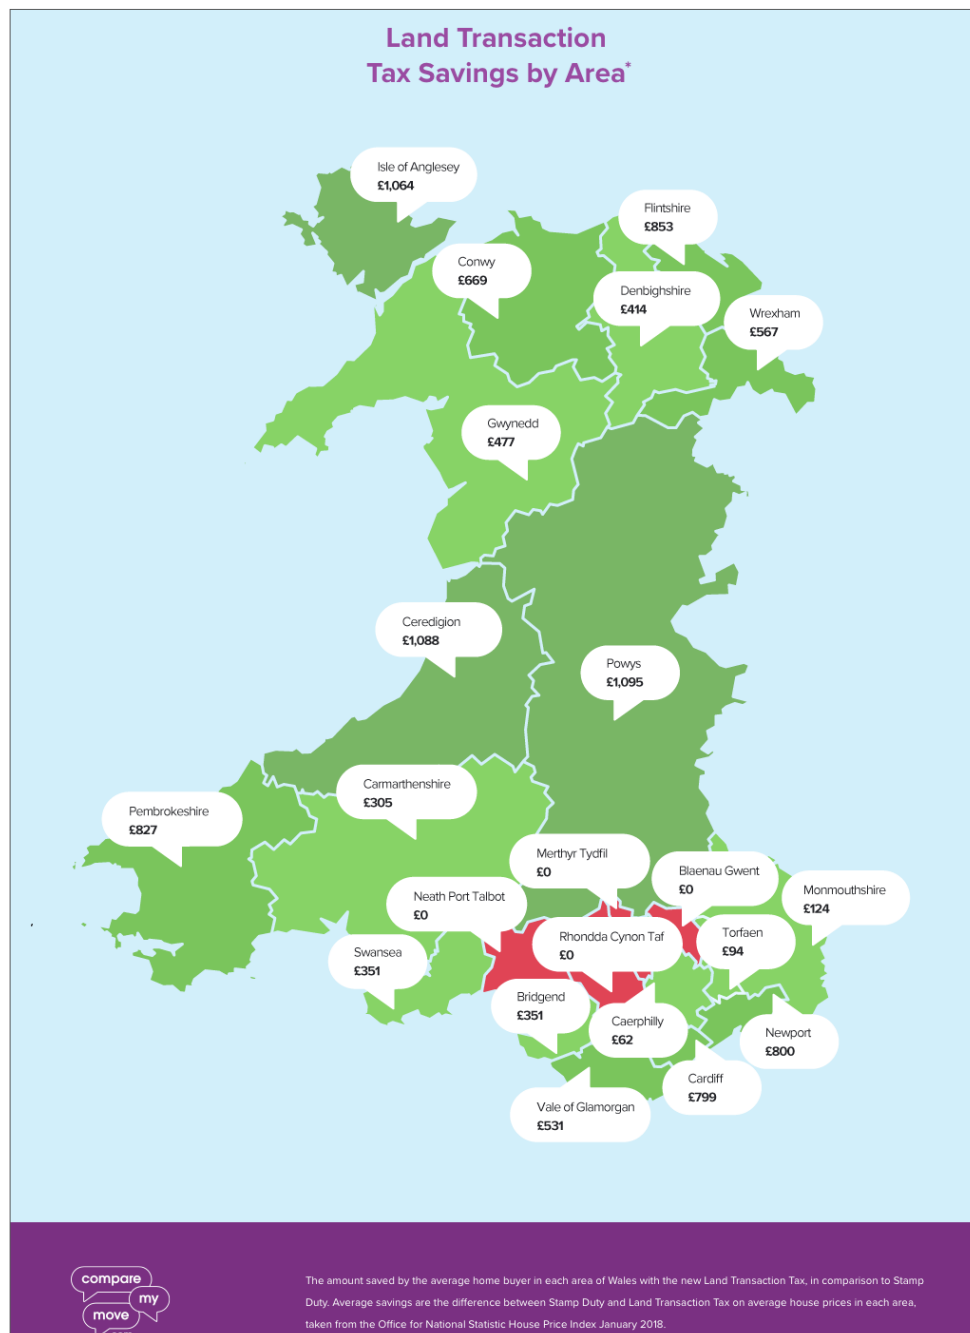 Land Transaction
Tax Savings by Area*
Isle of Anglesey
£1,064
Flintshire
£853
Conwy
£669
Denbighshire
£414
Wrexham
£567
Gwynedd
£477
Ceredigion
£1,088
Powys
£1,095
Carmarthenshire
£305
Pembrokeshire
£827
Merthyr Tydfil
£0
Blaenau Gwent
£0
Monmouthshire
£124
Neath Port Talbot
£0
Rhondda Cynon Taf
£0
Torfaen
£94
Swansea
£351
Bridgend
£351
Caerphilly
£62
Newport
£800
Cardiff
£799
Vale of Glamorgan
£531
compare
my
move
The amount saved by the average home buyer in each area of Wales with the new Land Transaction Tax, in comparison to Stamp
Duty. Average savings are the difference between Stamp Duty and Land Transaction Tax on average house prices in each area,
taken from the Office for National Statistic House Price Index January 2018.